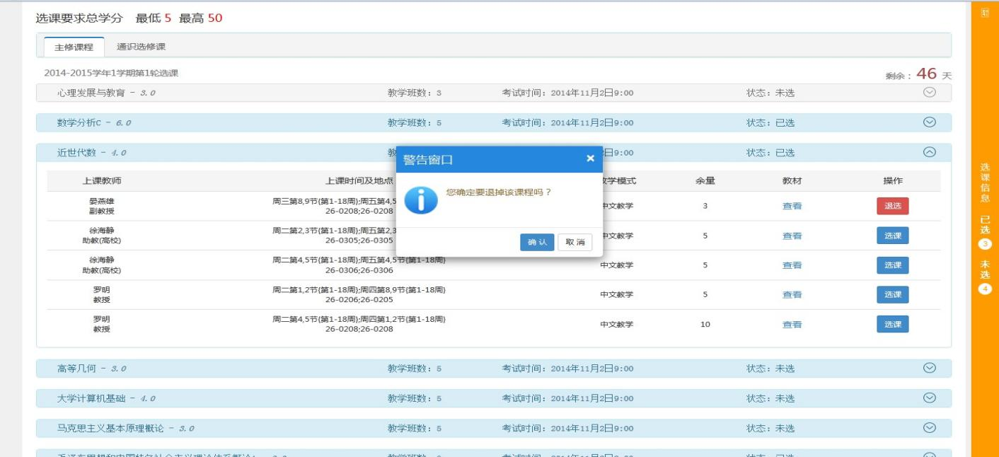 选课要求总学分 最低 5 最高 50
主修课程 通识选修课
2014-2015学年1学期第1轮选课 剩余： 46 天
心理发展与教育 - 3.0 教学班数：3 考试时间：2014年11月2日9:00 状态：未选
数学分析C - 6.0 教学班数：5 考试时间：2014年11月2日9:00 状态：已选
近世代数 - 4.0 教 日9:00 状态：已选
警告窗口 ×
您确定要退掉该课程吗？
确 认 取 消
上课教师 上课时间及地点 学模式 余量 教材 操作
晏燕雄 周三第8,9节{第1-18周};周五第4,5
副教授 26-0208;26-0208 中文教学 3 查看 退选
徐海静 周二第2,3节{第1-18周};周五第2,3
助教(高校) 26-0305;26-0305 中文教学 5 查看 选课
徐海静 周二第4,5节{第1-18周};周五第4,5节{第1-18周}
助教(高校) 26-0306;26-0306 中文教学 5 查看 选课
罗明 周二第1,2节{第1-18周};周四第8,9节{第1-18周}
教授 26-0206;26-0205 中文教学 5 查看 选课
罗明 周二第4,5节{第1-18周};周四第1,2节{第1-18周}
教授 26-0208;26-0208 中文教学 10 查看 选课
高等几何 - 3.0 教学班数：5 考试时间：2014年11月2日9:00 状态：未选
大学计算机基础 - 4.0 教学班数：5 考试时间：2014年11月2日9:00 状态：未选
马克思主义基本原理概论 - 3.0 教学班数：5 考试时间：2014年11月2日9:00 状态：未选
选课信息 已选 3 未选 4